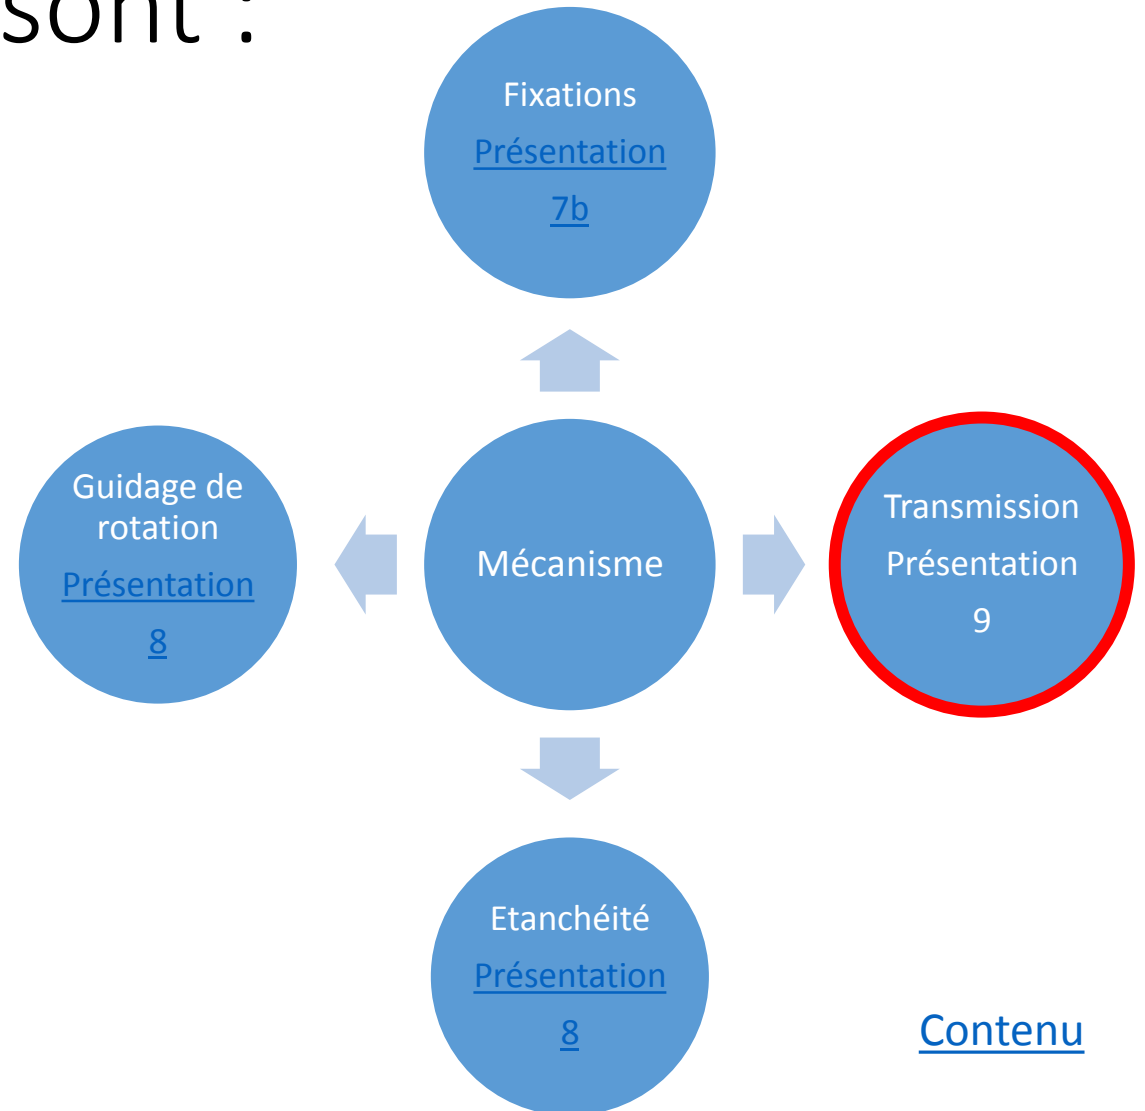 sont :
Fixations
Présentation
7b
Guidage de
rotation
Présentation
8
Mécanisme
Transmission
Présentation
9
Etanchéité
Présentation
8
Contenu